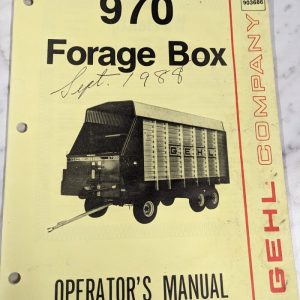 970
903686
Forage Box
Sept. 1988
GEHL
OPERATOR'S MANUAL
GEHL COMPANY